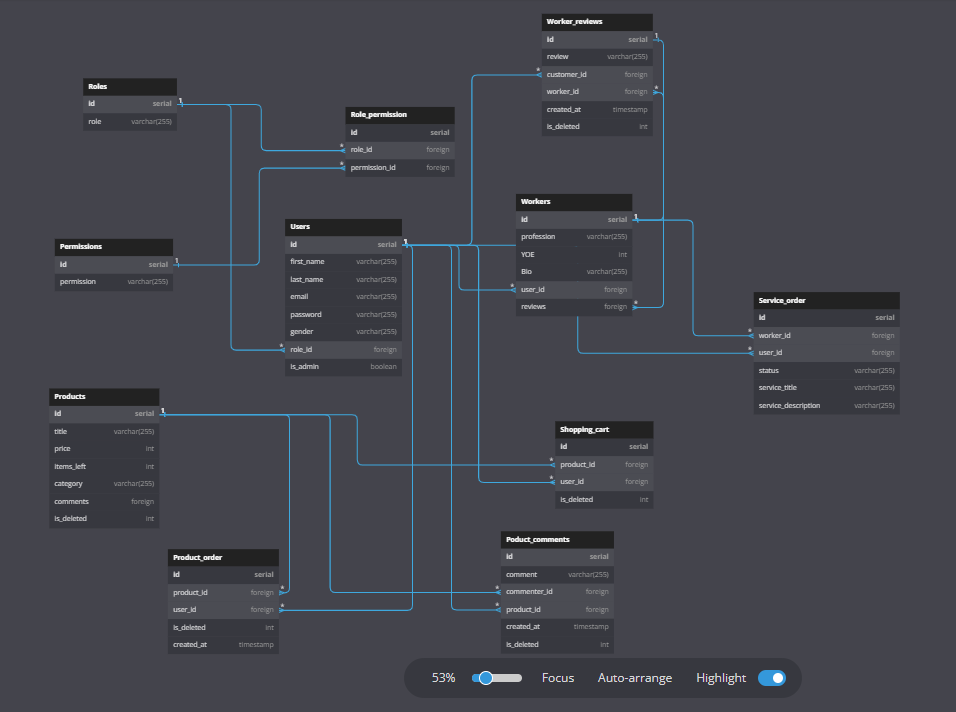 Worker_reviews
id serial
review varchar(255)
customer_id foreign
worker_id foreign
created_at timestamp
is_deleted int
Roles
id serial
role varchar(255)
Role_permission
id serial
role_id foreign
permission_id foreign
Workers
id serial
profession varchar(255)
YOE int
Bio varchar(255)
user_id foreign
reviews foreign
Users
id serial
first_name varchar(255)
last_name varchar(255)
email varchar(255)
password varchar(255)
gender varchar(255)
role_id foreign
is_admin boolean
Permissions
id serial
permission varchar(255)
Service_order
id serial
worker_id foreign
user_id foreign
status varchar(255)
service_title varchar(255)
service_description varchar(255)
Products
id serial
title varchar(255)
price int
items_left int
category varchar(255)
comments foreign
is_deleted int
Shopping_cart
id serial
product_id foreign
user_id foreign
is_deleted int
Product_order
id serial
product_id foreign
user_id foreign
is_deleted int
created_at timestamp
Poduct_comments
id serial
comment varchar(255)
commenter_id foreign
product_id foreign
created_at timestamp
is_deleted int
53% Focus Auto-arrange Highlight